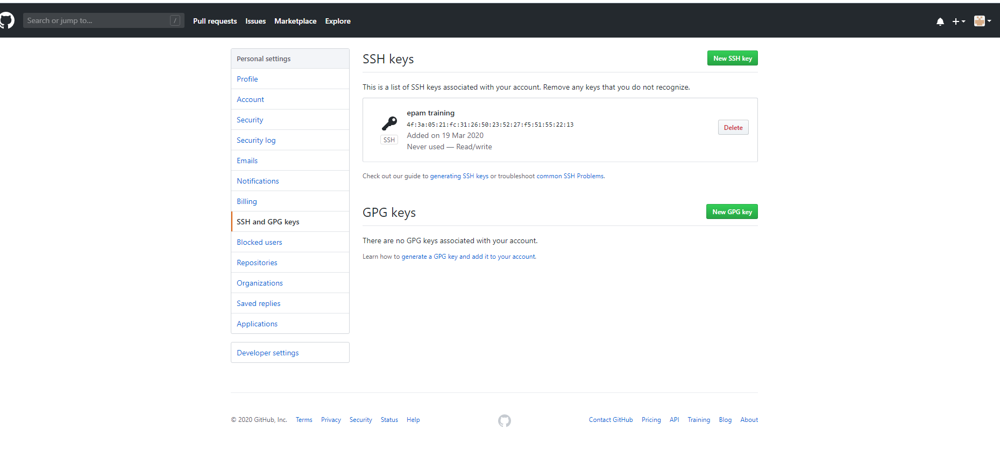 Search or jump to... /
Pull requests Issues Marketplace Explore
Personal settings
Profile
Account
Security
Security log
Emails
Notifications
Billing
SSH and GPG keys
Blocked users
Repositories
Organizations
Saved replies
Applications
Developer settings
SSH keys
New SSH key
This is a list of SSH keys associated with your account. Remove any keys that you do not recognize.
SSH
epam training
4f:3a:05:21:fc:31:26:50:23:52:27:f5:51:55:22:13
Added on 19 Mar 2020
Never used — Read/write
Delete
Check out our guide to generating SSH keys or troubleshoot common SSH Problems.
GPG keys
New GPG key
There are no GPG keys associated with your account.
Learn how to generate a GPG key and add it to your account.
© 2020 GitHub, Inc. Terms Privacy Security Status Help
Contact GitHub Pricing API Training Blog About